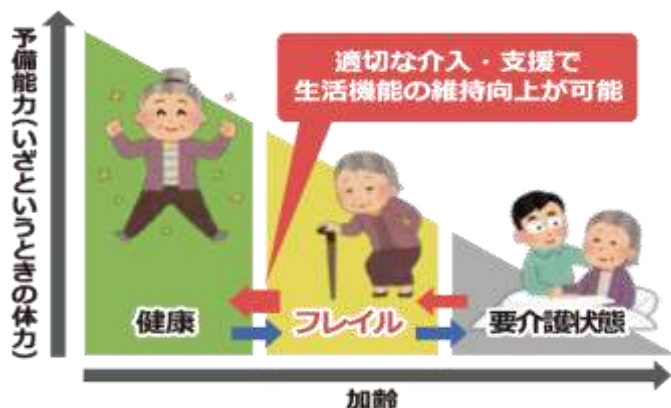 予備能力(いざというときの体力)
適切な介入・支援で
生活機能の維持向上が可能
健康
フレイル
要介護状態
加齢